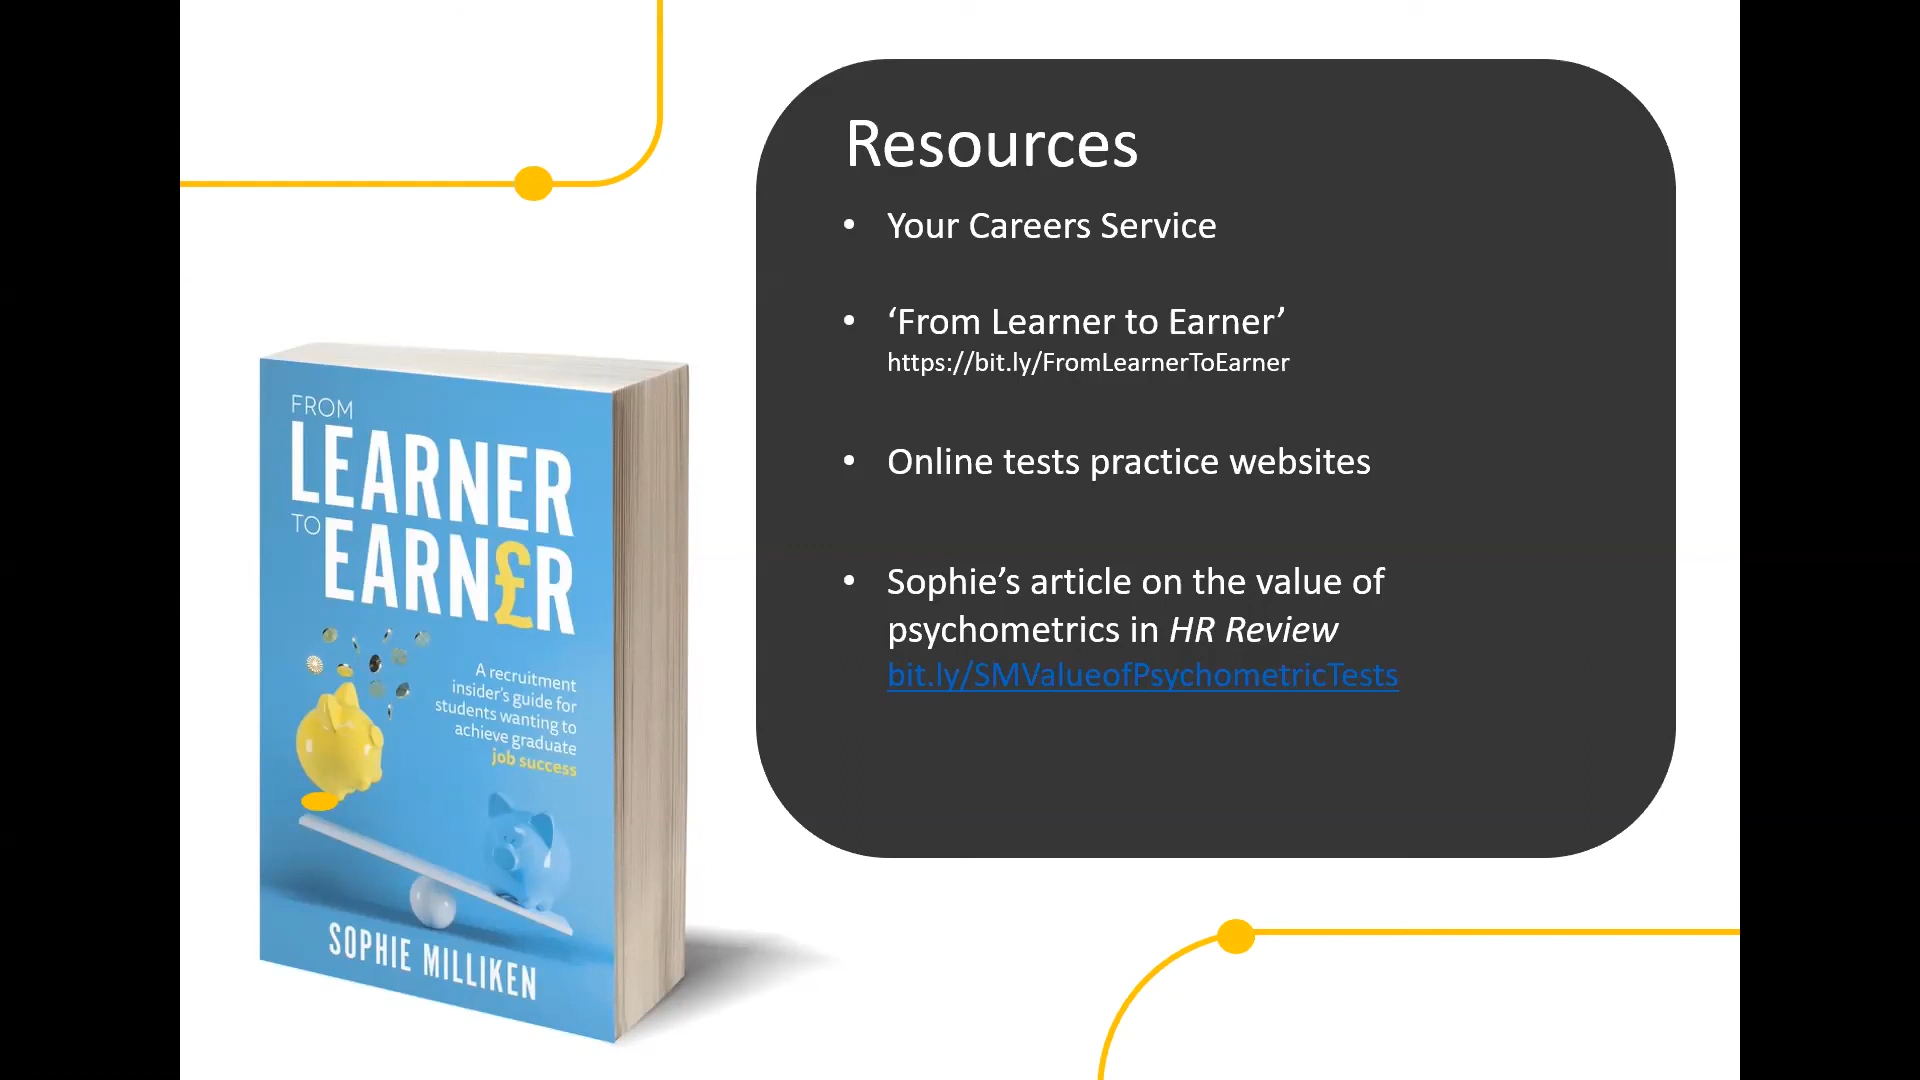 Resources
• Your Careers Service
• ‘From Learner to Earner’
https://bit.ly/FromLearnerToEarner
• Online tests practice websites
• Sophie’s article on the value of
psychometrics in HR Review
bit.ly/SMValueofPsychometricTests
FROM
LEARNER
TO
EARN£R
A recruitment
insider’s guide for
students wanting to
achieve graduate
job success
SOPHIE MILLIKEN